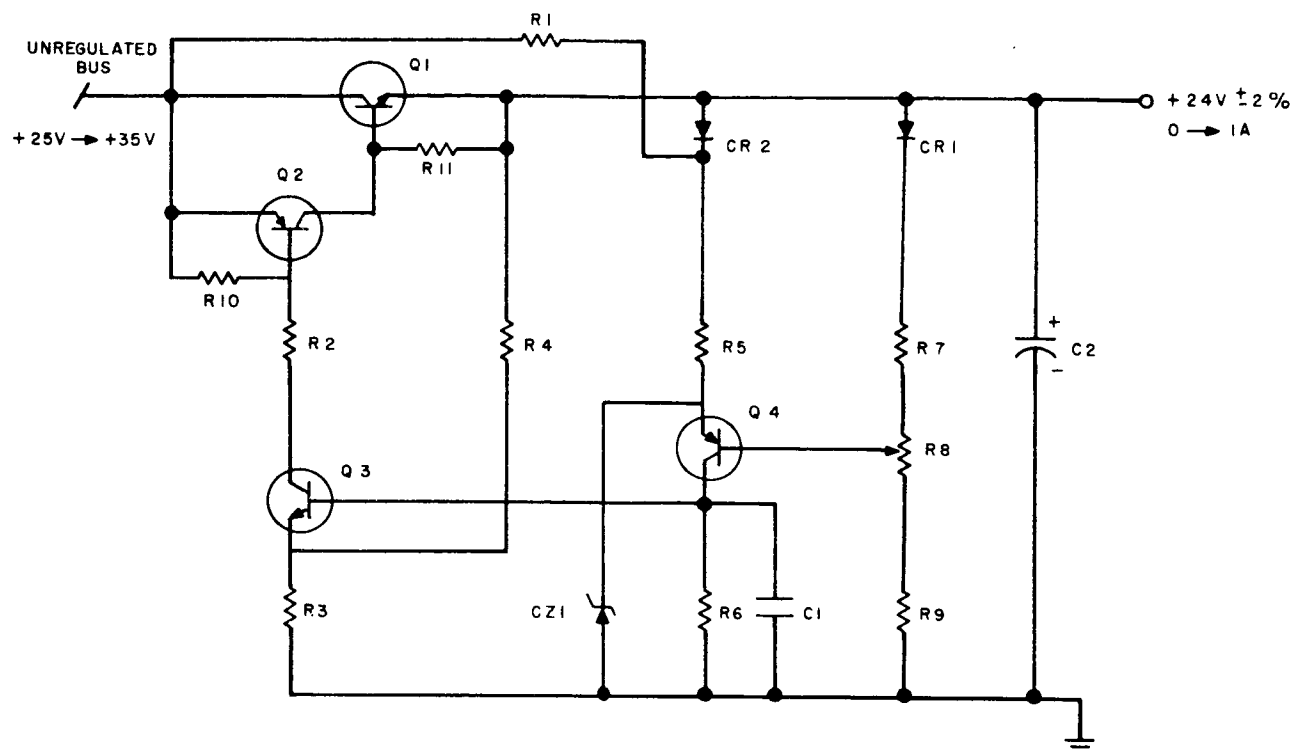 R1
UNREGULATED
BUS
Q1
+25V → +35V
+24V ±2%
0 → 1A
CR2
CR1
R11
Q2
R10
R2
R4
R5
R7
C2
+
-
Q4
R8
Q3
R3
CZ1
R6
C1
R9